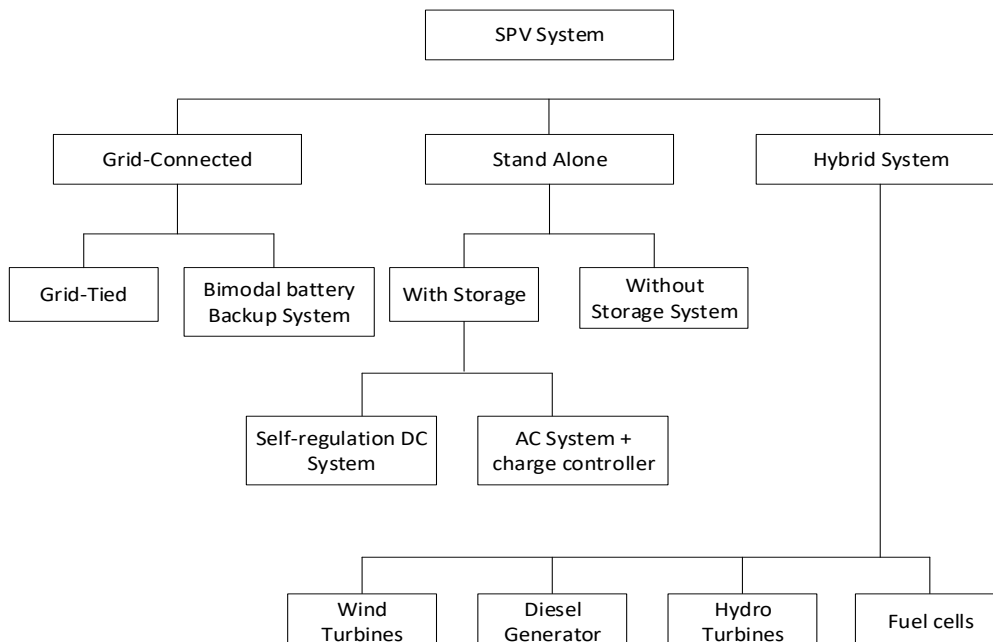 SPV System
Grid-Connected
Stand Alone
Hybrid System
Grid-Tied
Bimodal battery
Backup System
With Storage
Without
Storage System
Self-regulation DC
System
AC System +
charge controller
Wind
Turbines
Diesel
Generator
Hydro
Turbines
Fuel cells